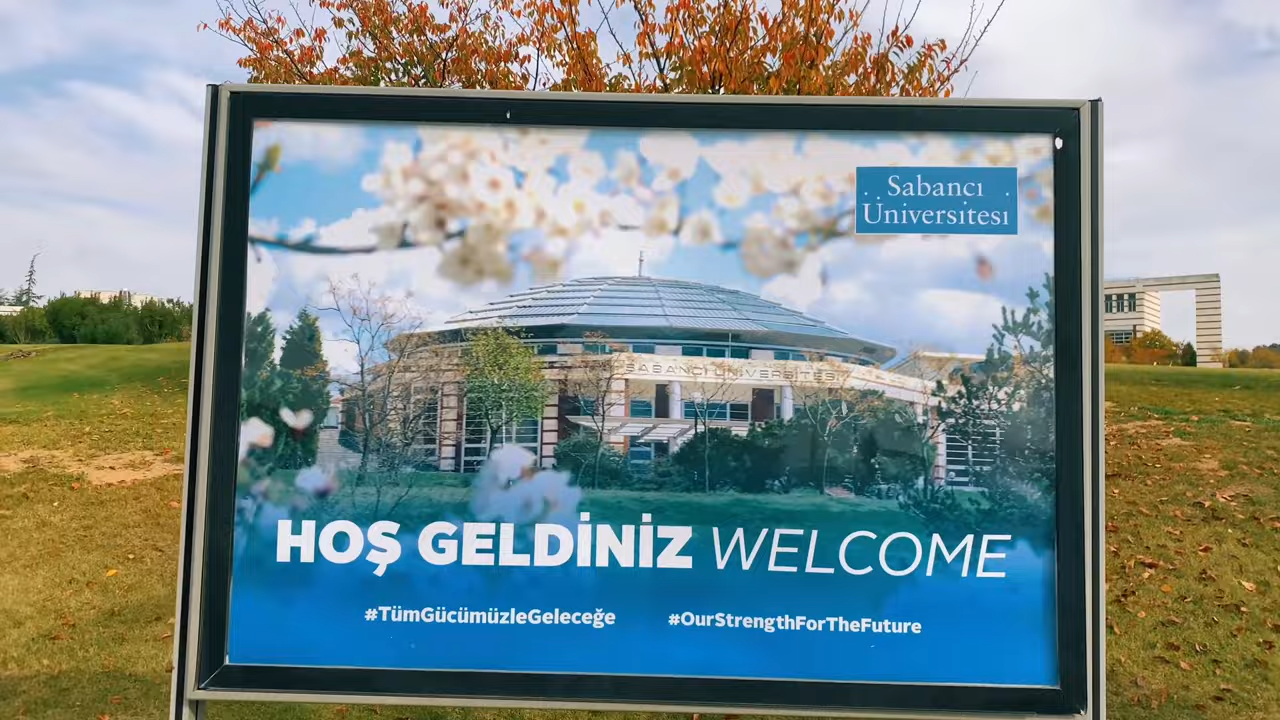 Sabancı
Üniversitesi
SABANCI ÜNİVERSİTESİ
HOŞ GELDİNİZ WELCOME
#TümGücümüzleGeleceğe #OurStrengthForTheFuture